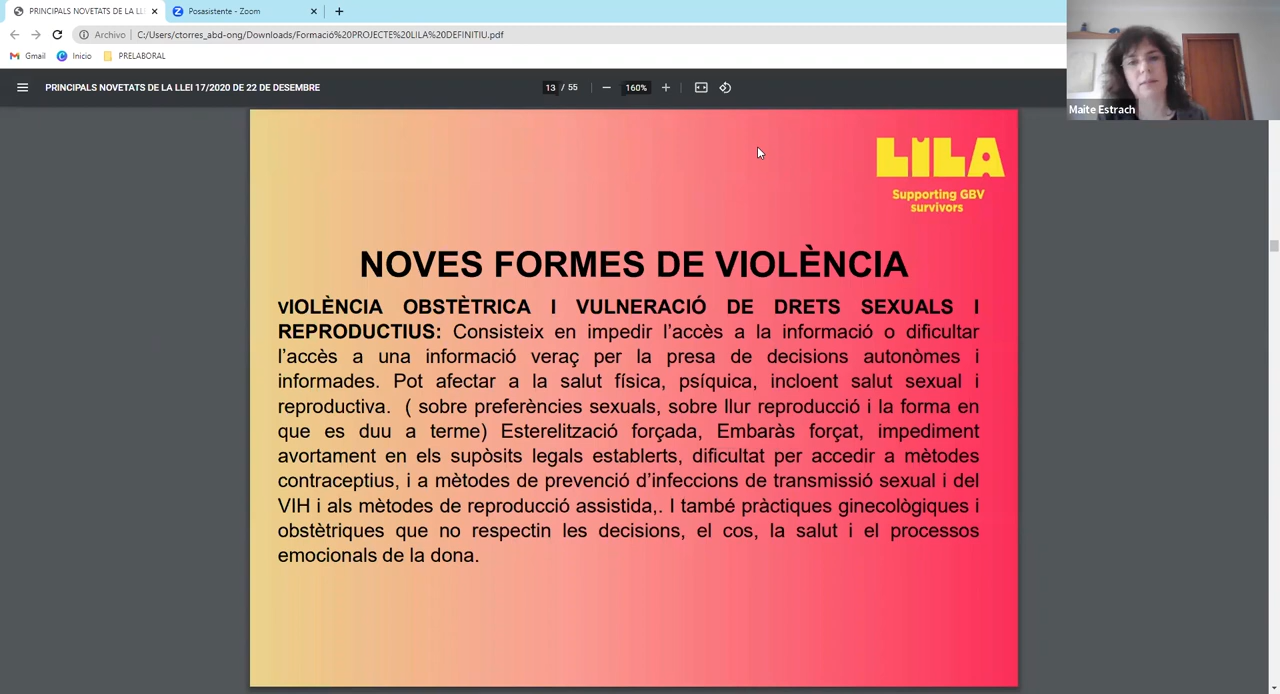 PRINCIPALS NOVETATS DE LA LLE
Posasistente - Zoom
Archivo
C:/Users/ctorres_abd-ong/Downloads/Formació%20PROJECTE%20LILA%20DEFINITIU.pdf
Gmail
Inicio
PRELABORAL
PRINCIPALS NOVETATS DE LA LLEI 17/2020 DE 22 DE DESEMBRE
13 / 55
160%
Maite Estrach
LILA
Supporting GBV
survivors
NOVES FORMES DE VIOLÈNCIA
vIOLÈNCIA OBSTÈTRICA I VULNERACIÓ DE DRETS SEXUALS I
REPRODUCTIUS: Consisteix en impedir l’accès a la informació o dificultar
l’accès a una informació veraç per la presa de decisions autonòmes i
informades. Pot afectar a la salut física, psíquica, incloent salut sexual i
reproductiva. ( sobre preferències sexuals, sobre llur reproducció i la forma en
que es duu a terme) Esterelització forçada, Embaràs forçat, impediment
avortament en els supòsits legals establerts, dificultat per accedir a mètodes
contraceptius, i a mètodes de prevenció d’infeccions de transmissió sexual i del
VIH i als mètodes de reproducció assistida,. I també pràctiques ginecològiques i
obstètriques que no respectin les decisions, el cos, la salut i el processos
emocionals de la dona.